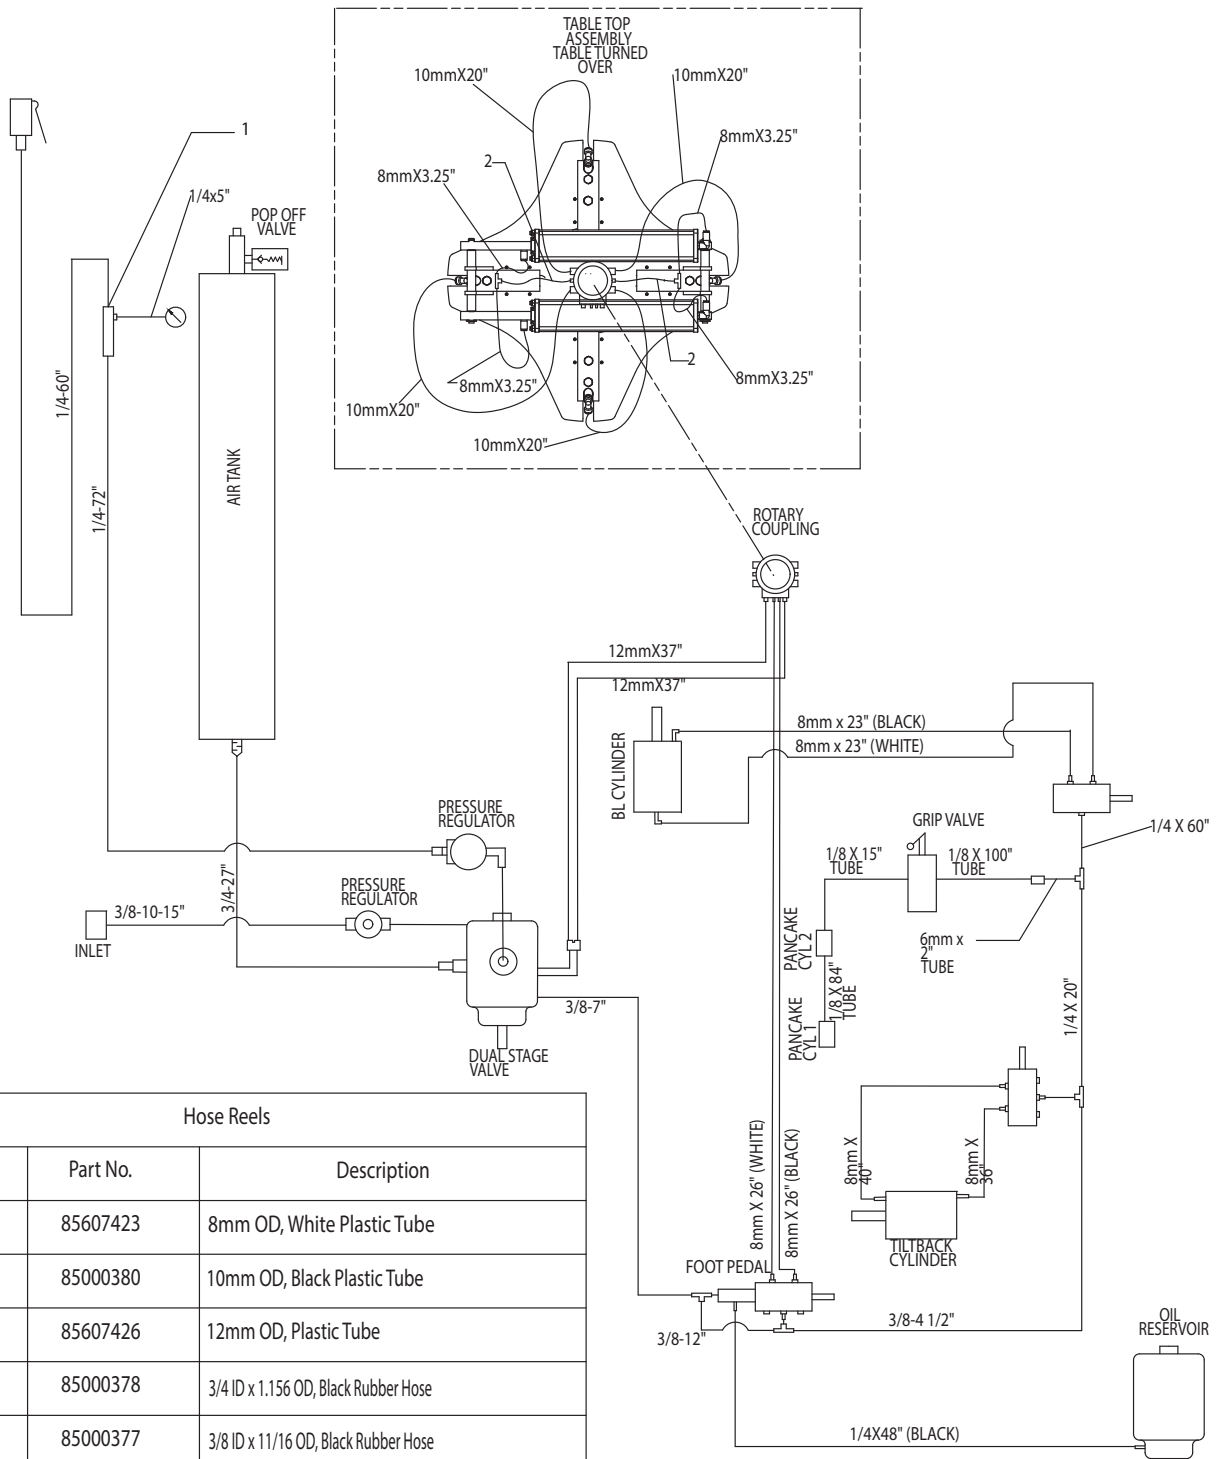 TABLE TOP
ASSEMBLY
TABLE TURNED
OVER
10mmX20"
10mmX20"
1
8mmX3.25"
2
8mmX3.25"
1/4x5"
POP OFF
VALVE
1/4-60"
2
8mmX3.25"
8mmX3.25"
10mmX20"
10mmX20"
AIR TANK
1/4-72"
ROTARY
COUPLING
12mmX37"
12mmX37"
8mm x 23" (BLACK)
8mm x 23" (WHITE)
BL CYLINDER
PRESSURE
REGULATOR
GRIP VALVE
1/4 X 60"
1/8 X 15"
TUBE
1/8 X 100"
TUBE
3/4-27"
PRESSURE
REGULATOR
3/8-10-15"
INLET
PANCAKE
CYL 2
6mm x
2"
TUBE
1/8 X 84"
TUBE
3/8-7"
1/4 X 20"
PANCAKE
CYL 1
DUAL STAGE
VALVE
8mm X 26" (WHITE)
8mm X 26" (BLACK)
8mm X
40"
8mm X
36"
TILTBACK
CYLINDER
FOOT PEDAL
3/8-12"
3/8-4 1/2"
OIL
RESERVOIR
1/4X48" (BLACK)
Hose Reels
Part No. Description
85607423 8mm OD, White Plastic Tube
85000380 10mm OD, Black Plastic Tube
85607426 12mm OD, Plastic Tube
85000378 3/4 ID x 1.156 OD, Black Rubber Hose
85000377 3/8 ID x 11/16 OD, Black Rubber Hose